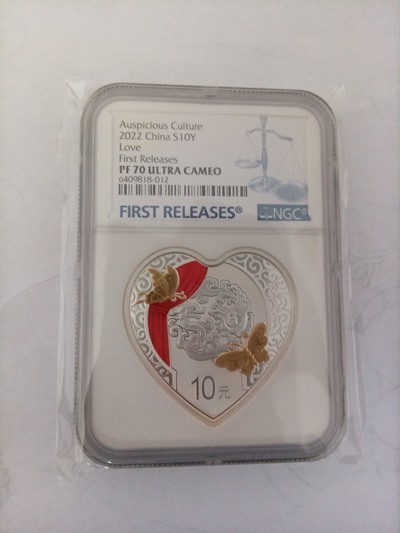 Auspicious Culture
2022 China S10Y
Love
First Releases
PF 70 ULTRA CAMEO
6409818-012
FIRST RELEASES®
NGC®
10元